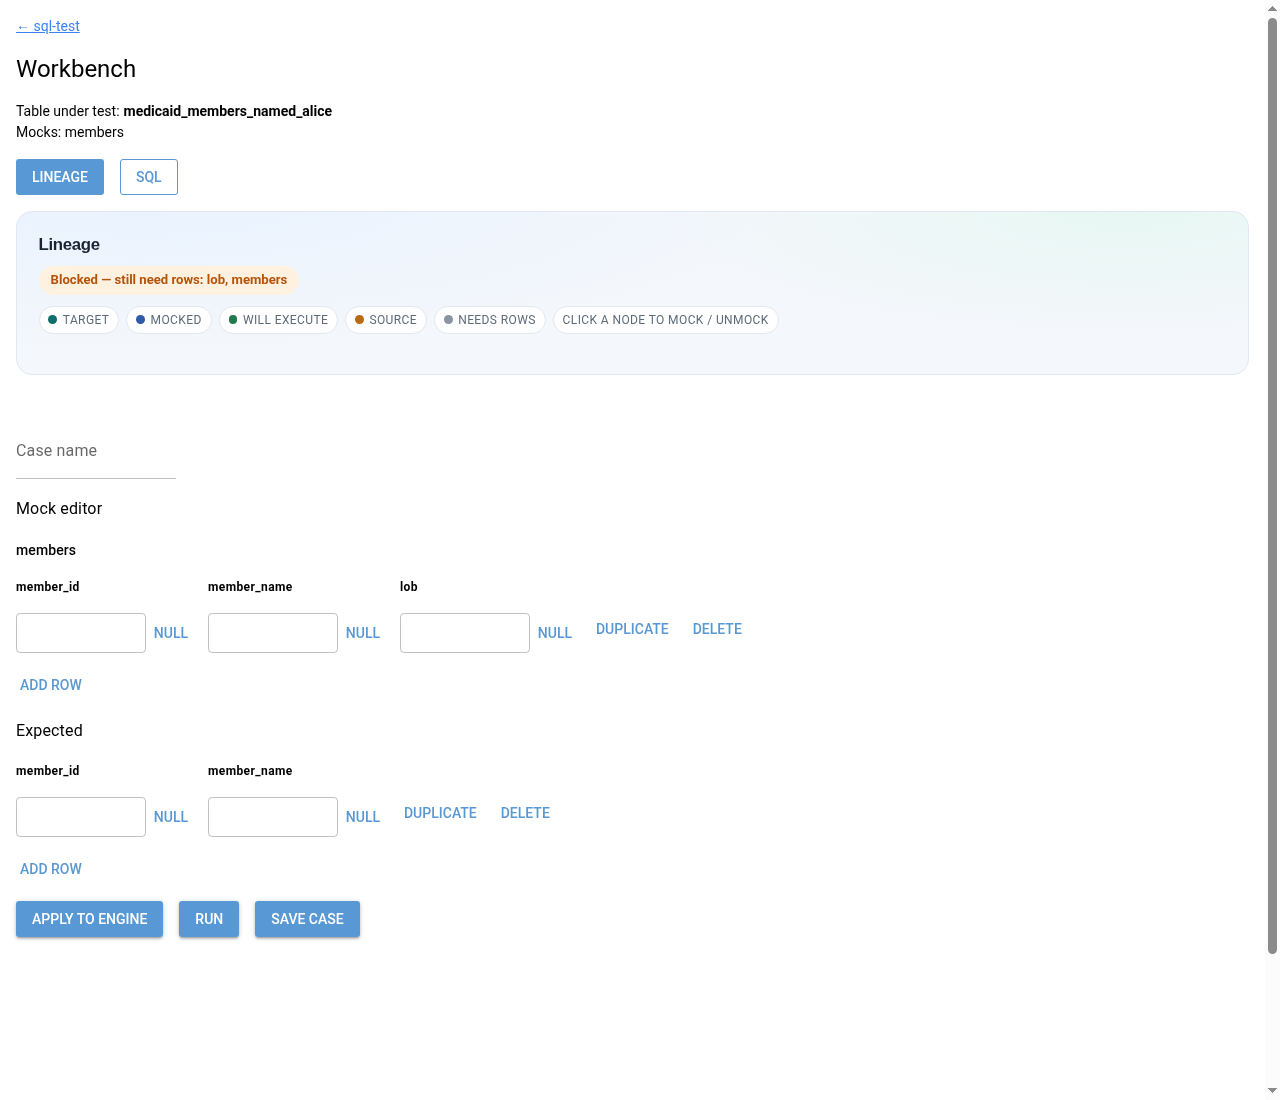 ← sql-test
Workbench
Table under test: medicaid_members_named_alice
Mocks: members
LINEAGE SQL
Lineage
Blocked — still need rows: lob, members
TARGET MOCKED WILL EXECUTE SOURCE NEEDS ROWS CLICK A NODE TO MOCK / UNMOCK
Case name
Mock editor
members
member_id member_name lob
NULL NULL NULL DUPLICATE DELETE
ADD ROW
Expected
member_id member_name
NULL NULL DUPLICATE DELETE
ADD ROW
APPLY TO ENGINE RUN SAVE CASE